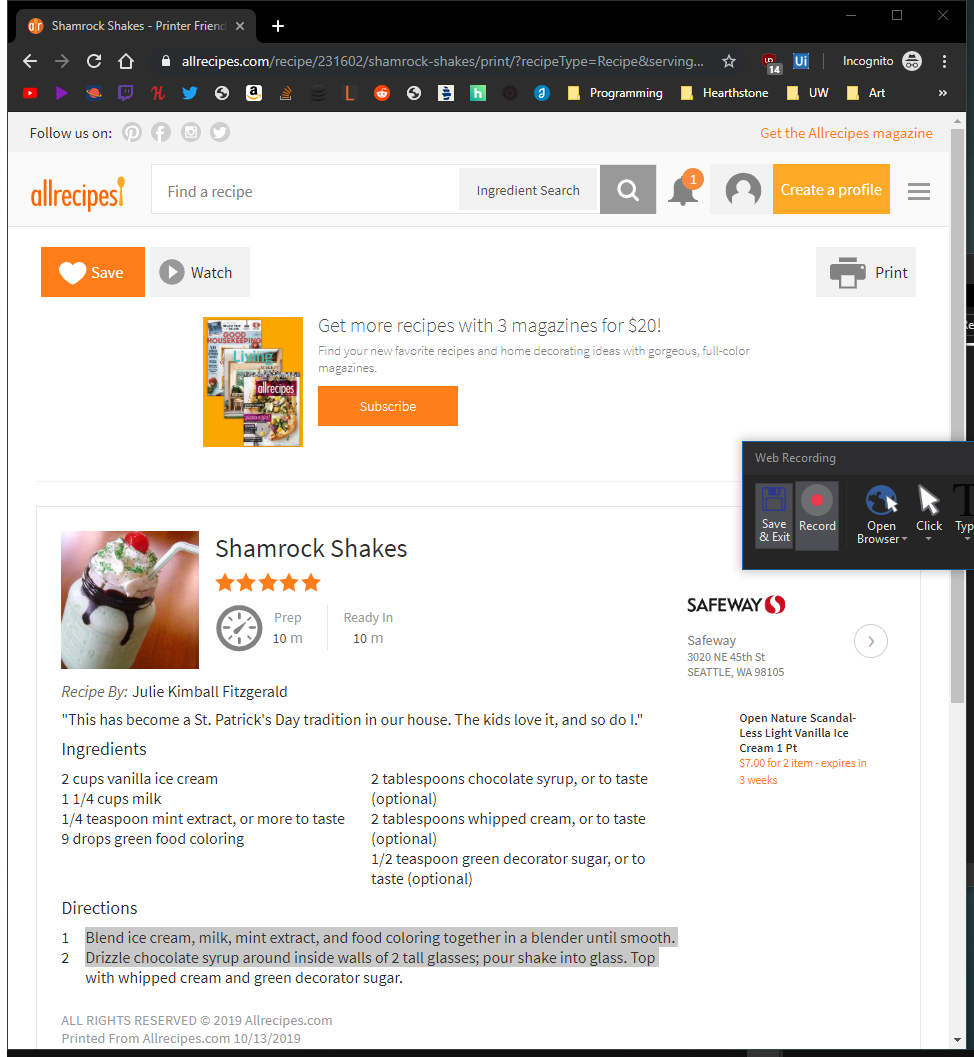 Shamrock Shakes - Printer Friend
allrecipes.com/recipe/231602/shamrock-shakes/print/?recipeType=Recipe&serving...
14
Ui
Incognito
Programming
Hearthstone
UW
Art
»
Follow us on:
Get the Allrecipes magazine
allrecipes
Find a recipe
Ingredient Search
1
Create a profile
Save
Watch
Print
Get more recipes with 3 magazines for $20!
GOOD HOUSEKEEPING
Living
allrecipes
Find your new favorite recipes and home decorating ideas with gorgeous, full-color
magazines.
Subscribe
Web Recording
Save & Exit
Record
Open Browser
Click
Typ
Shamrock Shakes
Prep
10 m
Ready In
10 m
SAFEWAY
Safeway
3020 NE 45th St
SEATTLE, WA 98105
Recipe By: Julie Kimball Fitzgerald
"This has become a St. Patrick's Day tradition in our house. The kids love it, and so do I."
Open Nature Scandal-
Less Light Vanilla Ice
Cream 1 Pt
$7.00 for 2 item - expires in
3 weeks
Ingredients
2 cups vanilla ice cream
1 1/4 cups milk
1/4 teaspoon mint extract, or more to taste
9 drops green food coloring
2 tablespoons chocolate syrup, or to taste
(optional)
2 tablespoons whipped cream, or to taste
(optional)
1/2 teaspoon green decorator sugar, or to
taste (optional)
Directions
1 Blend ice cream, milk, mint extract, and food coloring together in a blender until smooth.
2 Drizzle chocolate syrup around inside walls of 2 tall glasses; pour shake into glass. Top
with whipped cream and green decorator sugar.
ALL RIGHTS RESERVED © 2019 Allrecipes.com
Printed From Allrecipes.com 10/13/2019